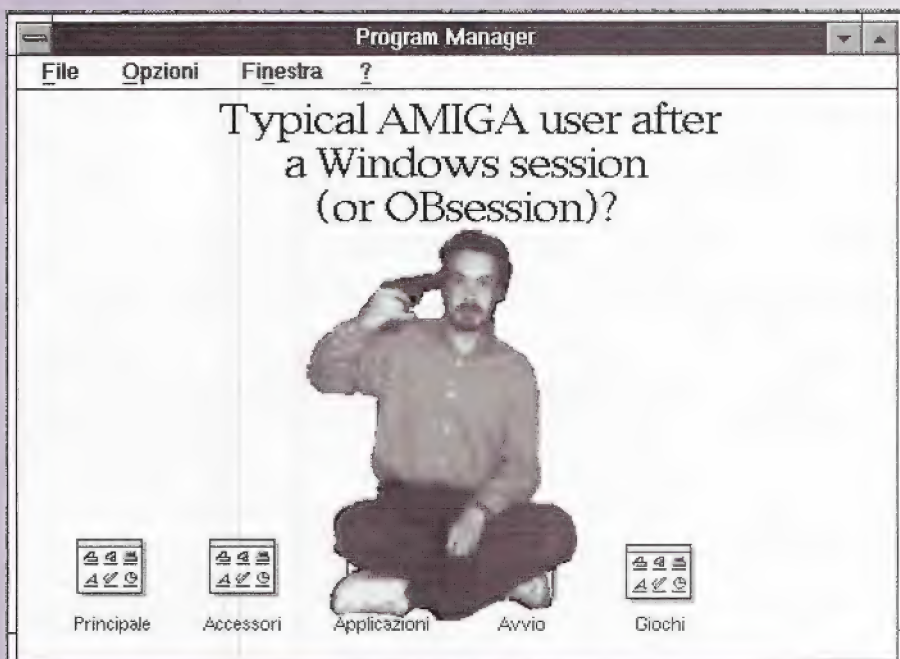 Program Manager
File Opzioni Finestra ?
Typical AMIGA user after
a Windows session
(or OBsession)?
Principale Accessori Applicazioni Avvio Giochi